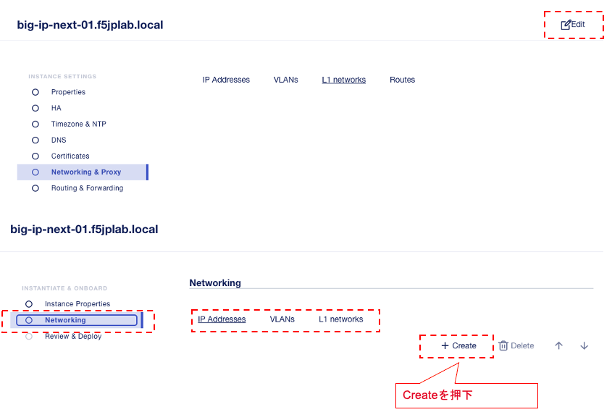 big-ip-next-01.f5jplab.local
Edit
INSTANCE SETTINGS
IP Addresses VLANs L1 networks Routes
Properties
HA
Timezone & NTP
DNS
Certificates
Networking & Proxy
Routing & Forwarding
big-ip-next-01.f5jplab.local
INSTANTIATE & ONBOARD
Networking
Instance Properties
Networking
Review & Deploy
IP Addresses VLANs L1 networks
Create Delete
Createを押下